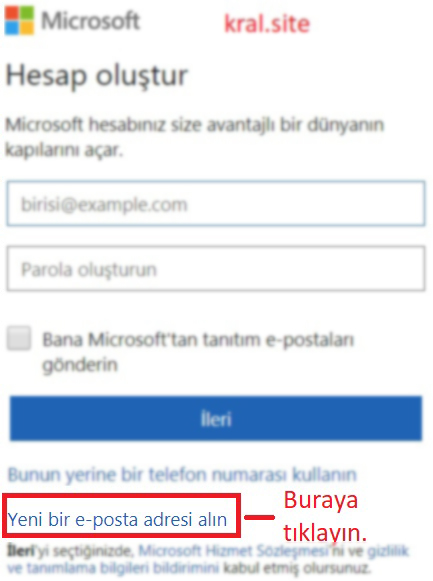 Microsoft
kral.site
Hesap oluştur
Microsoft hesabınız size avantajlı bir dünyanın
kapılarını açar.
birisi@example.com
Parola oluşturun
Bana Microsoft'tan tanıtım e-postaları
gönderin
İleri
Bunun yerine bir telefon numarası kullanın
Yeni bir e-posta adresi alın
Buraya
tıklayın.
İleri'yi seçtiğinizde, Microsoft Hizmet Sözleşmesi'ni ve gizlilik
ve tanımlama bilgileri bildirimini kabul etmiş olursunuz.